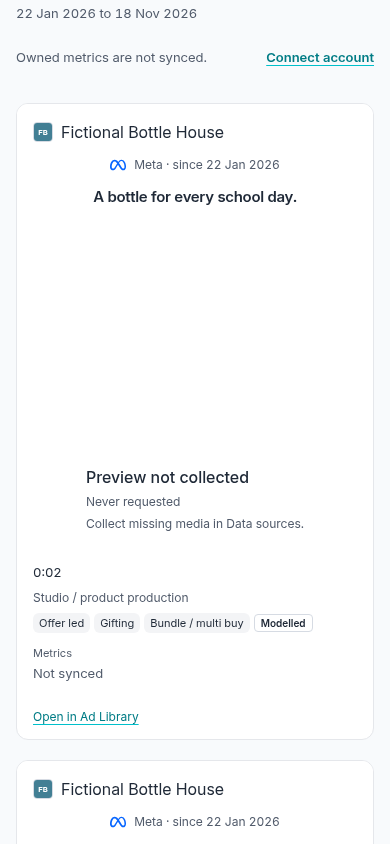 22 Jan 2026 to 18 Nov 2026
Owned metrics are not synced. Connect account
FB Fictional Bottle House
Meta · since 22 Jan 2026
A bottle for every school day.
Preview not collected
Never requested
Collect missing media in Data sources.
0:02
Studio / product production
Offer led Gifting Bundle / multi buy Modelled
Metrics
Not synced
Open in Ad Library
FB Fictional Bottle House
Meta · since 22 Jan 2026